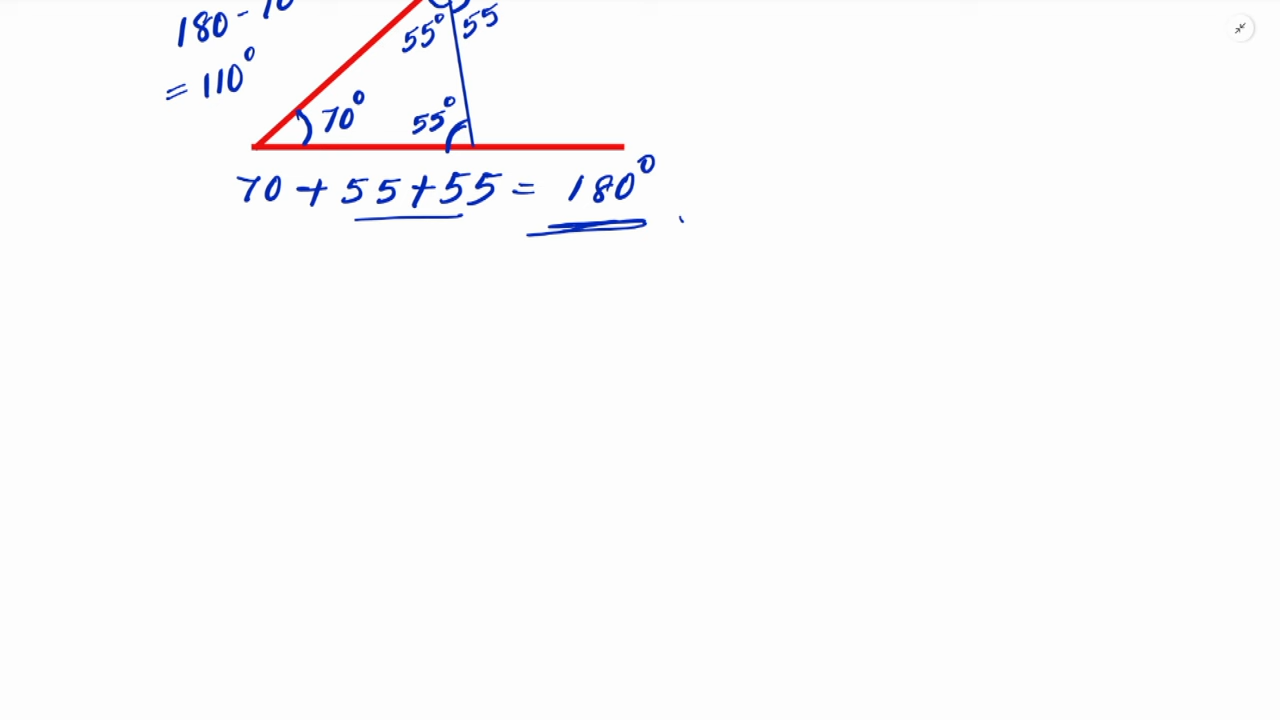 180 - 70
55° 55
= 110°
70° 55°
70 + 55 + 55 = 180°